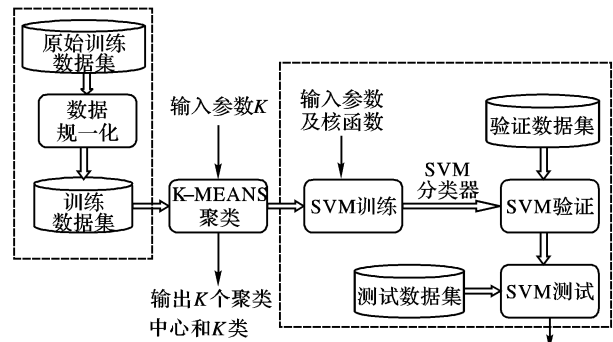 原始训练
数据集
数据
规一化
训练
数据集
输入参数K
K-MEANS
聚类
输出K个聚类
中心和K类
输入参数
及核函数
SVM训练
SVM
分类器
验证数据集
SVM验证
测试数据集
SVM测试